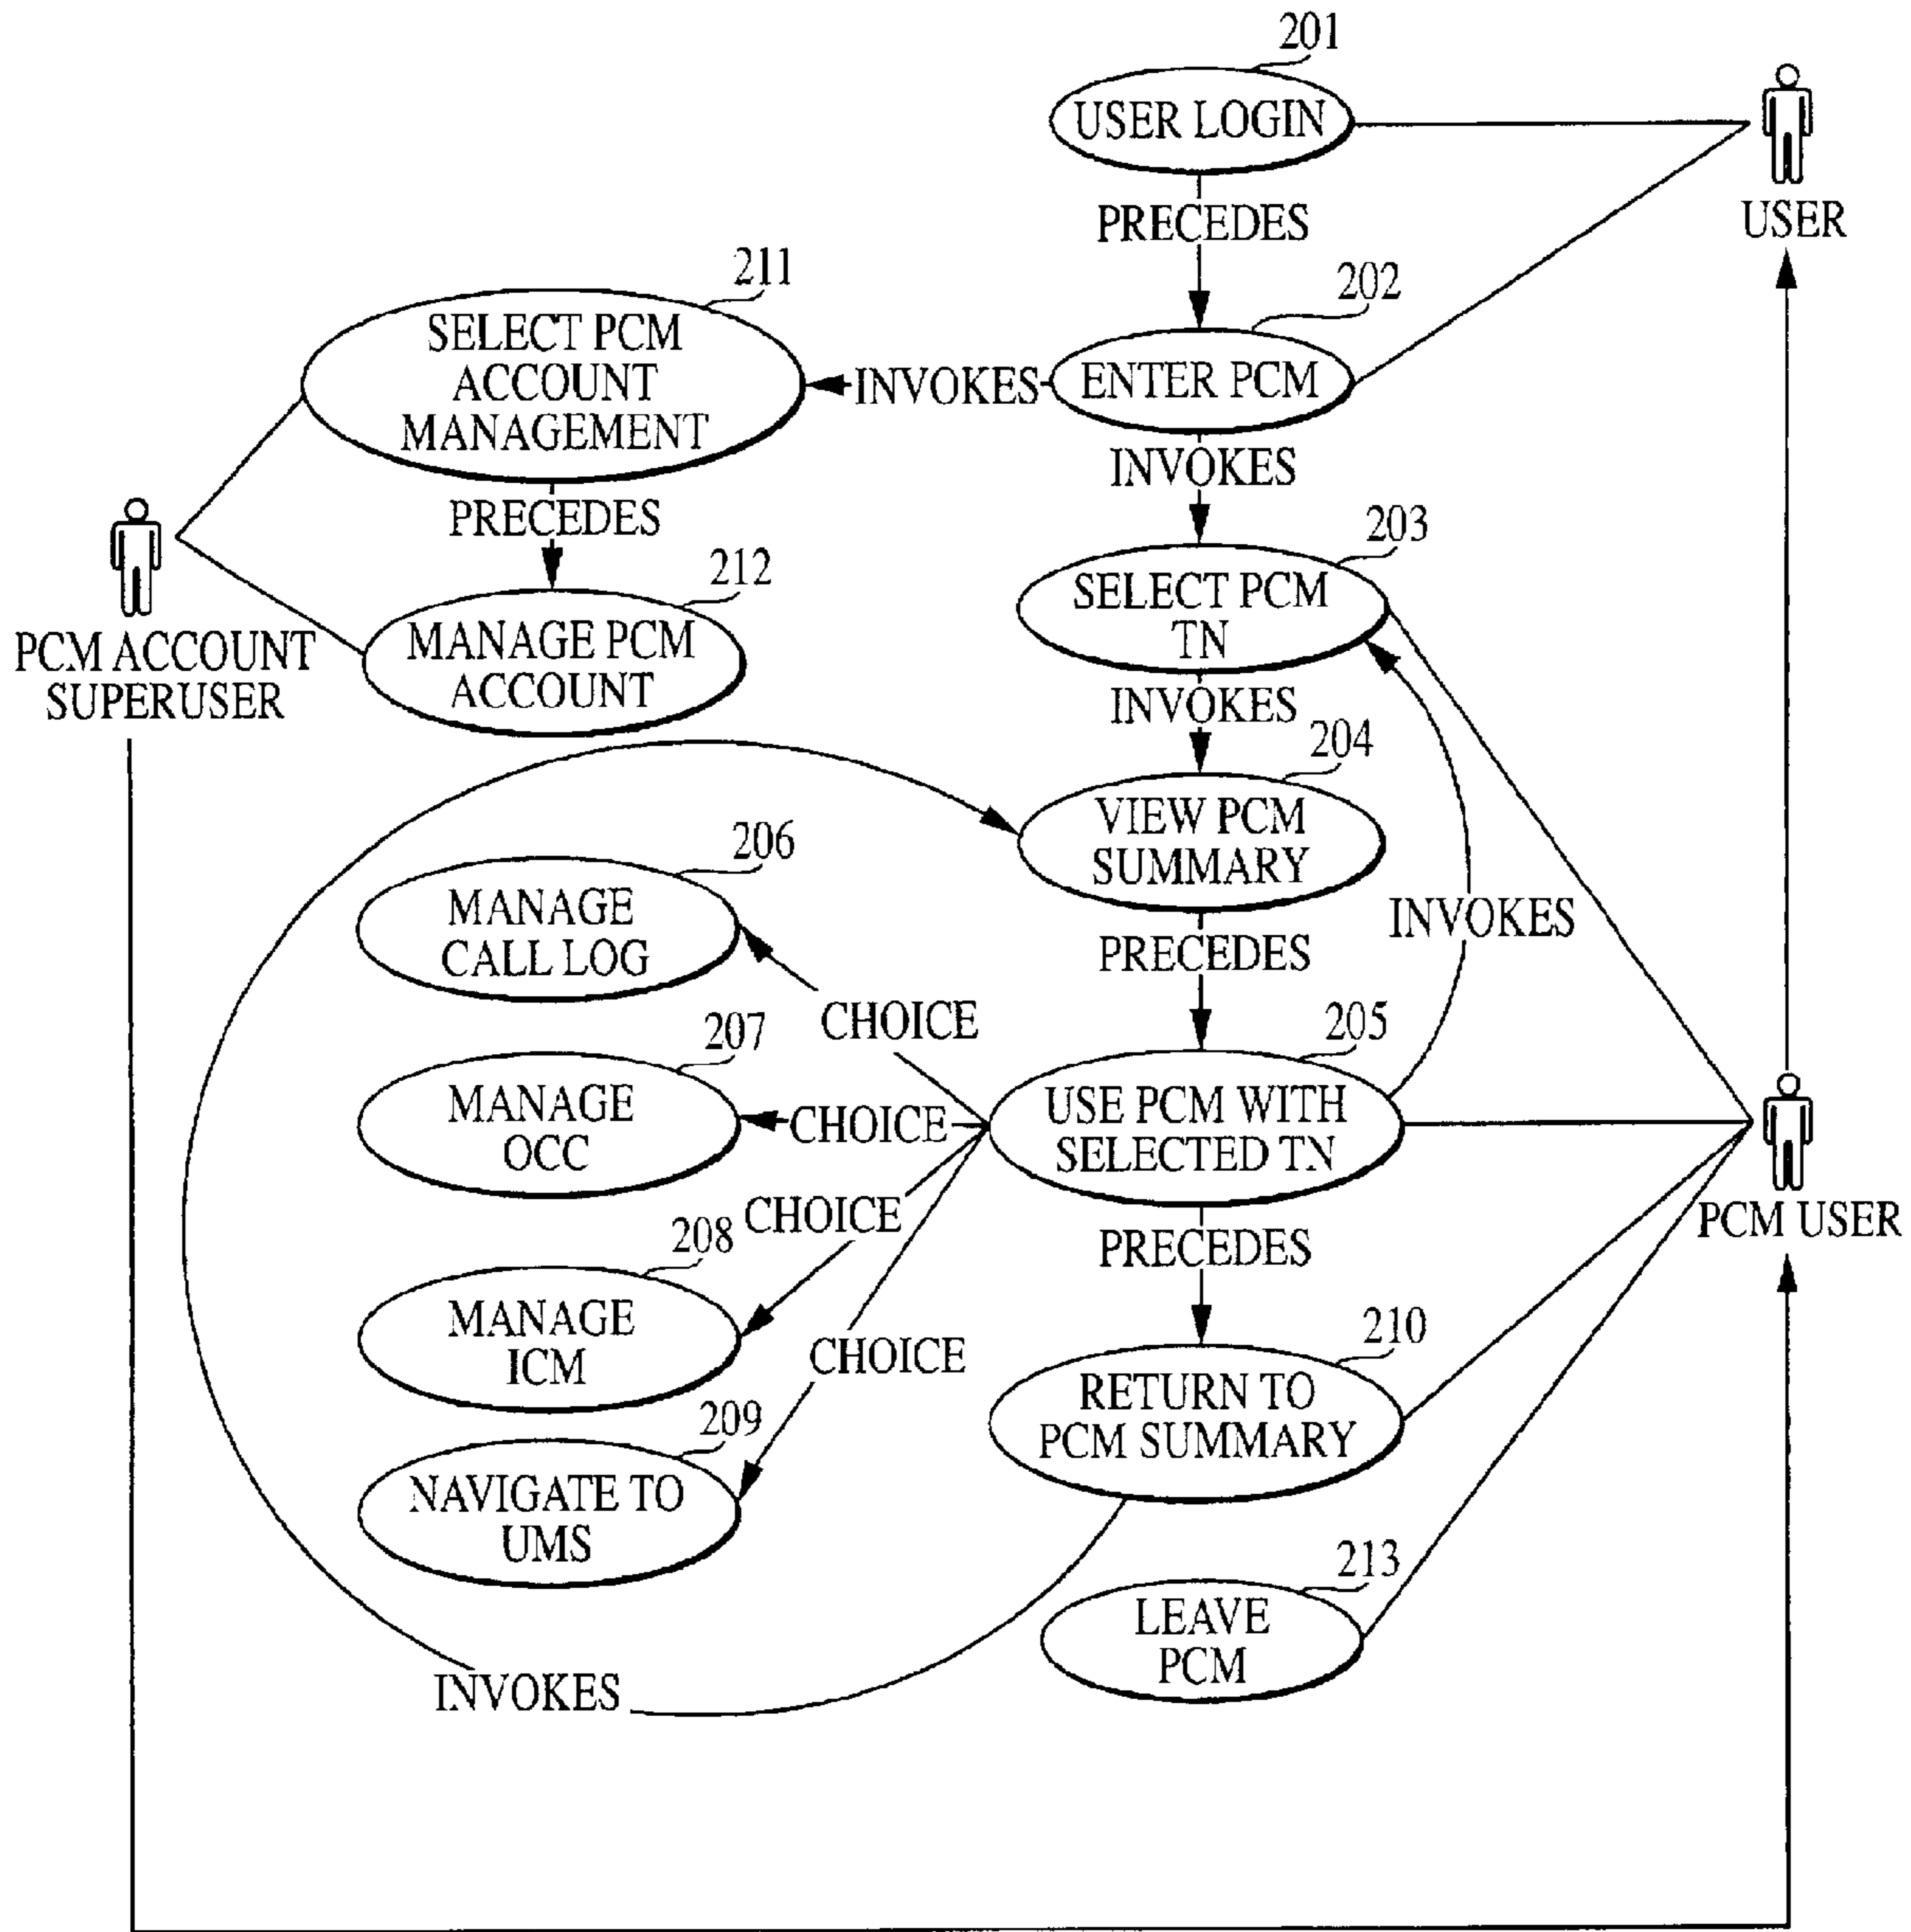 201
USER LOGIN
USER
PRECEDES
211
202
SELECT PCM
ACCOUNT
MANAGEMENT
INVOKES
ENTER PCM
INVOKES
PRECEDES
203
212
SELECT PCM
TN
PCM ACCOUNT
SUPERUSER
MANAGE PCM
ACCOUNT
INVOKES
204
VIEW PCM
SUMMARY
206
MANAGE
CALL LOG
INVOKES
PRECEDES
CHOICE
205
207
MANAGE
OCC
CHOICE
USE PCM WITH
SELECTED TN
PCM USER
CHOICE
PRECEDES
208
MANAGE
ICM
CHOICE
210
RETURN TO
PCM SUMMARY
209
NAVIGATE TO
UMS
213
LEAVE
PCM
INVOKES